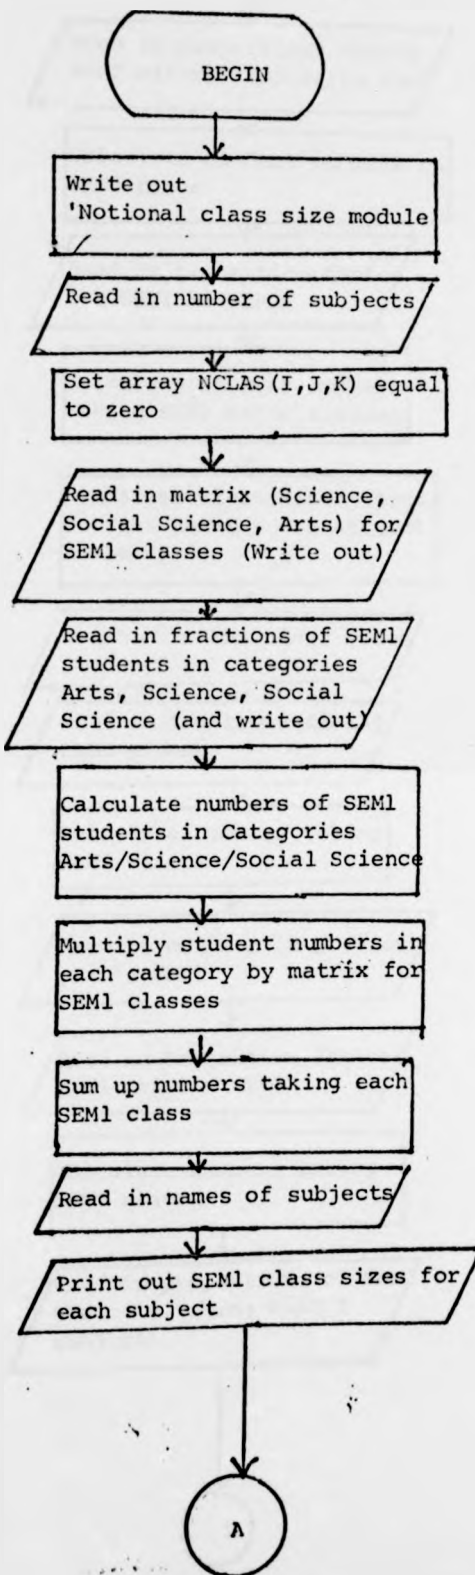 BEGIN
Write out
'Notional class size module
Read in number of subjects
Set array NCLAS(I,J,K) equal
to zero
Read in matrix (Science,
Social Science, Arts) for
SEM1 classes (Write out)
Read in fractions of SEM1
students in categories
Arts, Science, Social
Science (and write out)
Calculate numbers of SEM1
students in Categories
Arts/Science/Social Science
Multiply student numbers in
each category by matrix for
SEM1 classes
Sum up numbers taking each
SEM1 class
Read in names of subjects
Print out SEM1 class sizes for
each subject
A